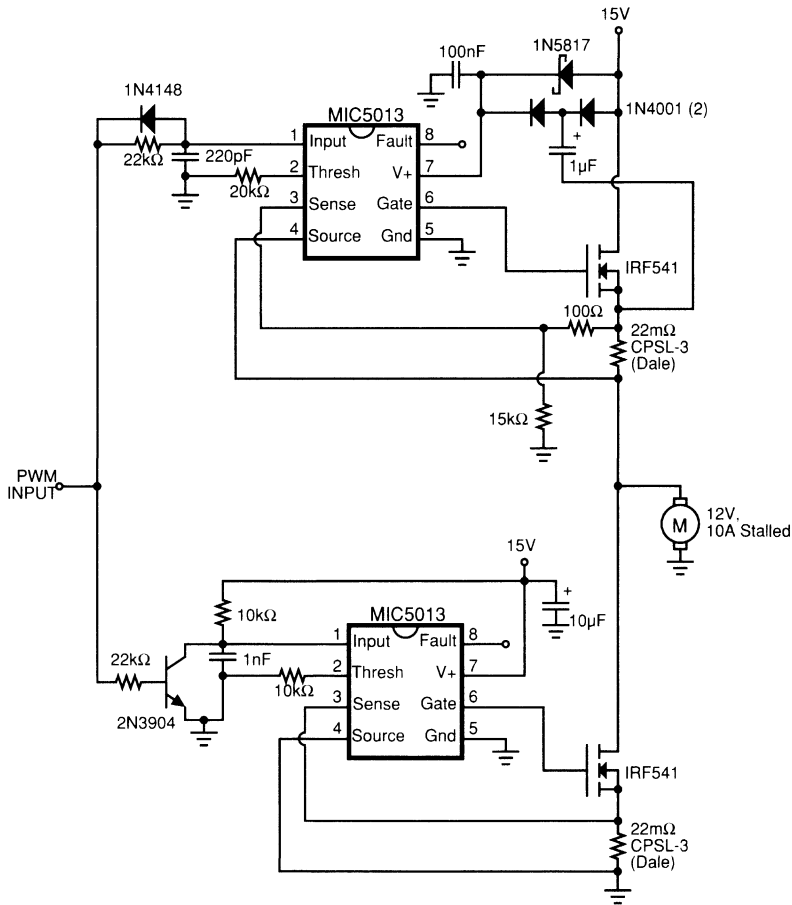 15V
100nF
1N5817
1N4148
1N4001 (2)
MIC5013
1 Input Fault 8
22kΩ
220pF
+
1µF
2 Thresh V+ 7
20kΩ
3 Sense Gate 6
4 Source Gnd 5
IRF541
100Ω
22mΩ
CPSL-3
(Dale)
15kΩ
PWM
INPUT
M
12V,
10A Stalled
15V
+
10µF
10kΩ
MIC5013
1 Input Fault 8
22kΩ
1nF
2 Thresh V+ 7
10kΩ
3 Sense Gate 6
2N3904
4 Source Gnd 5
IRF541
22mΩ
CPSL-3
(Dale)